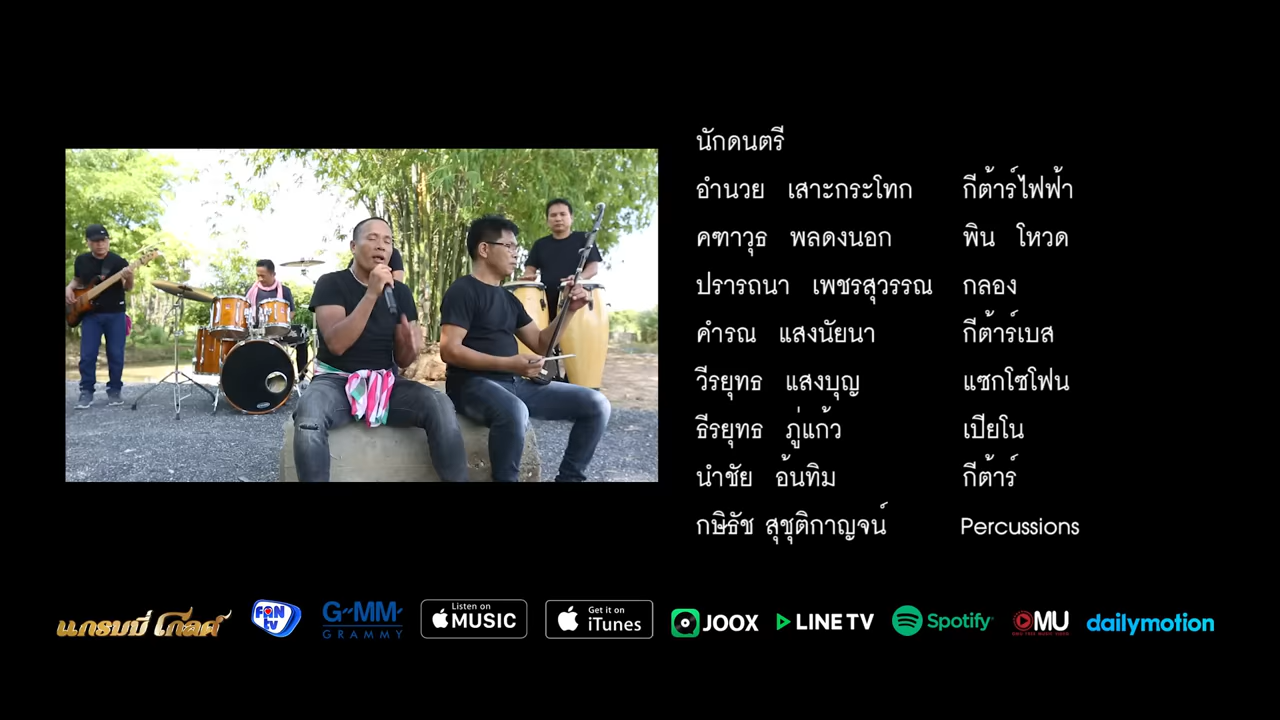 นักดนตรี
อำนวย เสาะกระโทก กีต้าร์ไฟฟ้า
คฑาวุธ พลดงนอก พิน โหวด
ปรารถนา เพชรสุวรรณ กลอง
คำรณ แสงนัยนา กีต้าร์เบส
วีรยุทธ แสงบุญ แซกโซโฟน
ธีรยุทธ ภู่แก้ว เปียโน
นำชัย อ้นทิม กีต้าร์
กษิธัช สุชุติกาญจน์ Percussions
แกรมมี่ โกลด์ FAN tv GMM GRAMMY Listen on MUSIC Get it on iTunes JOOX LINE TV Spotify OMU dailymotion